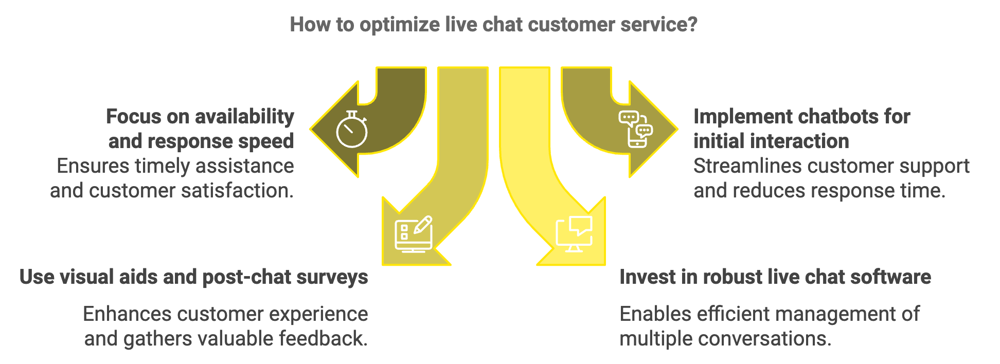 How to optimize live chat customer service?
Focus on availability
and response speed
Ensures timely assistance
and customer satisfaction.
Implement chatbots for
initial interaction
Streamlines customer support
and reduces response time.
Use visual aids and post-chat surveys
Enhances customer experience
and gathers valuable feedback.
Invest in robust live chat software
Enables efficient management of
multiple conversations.